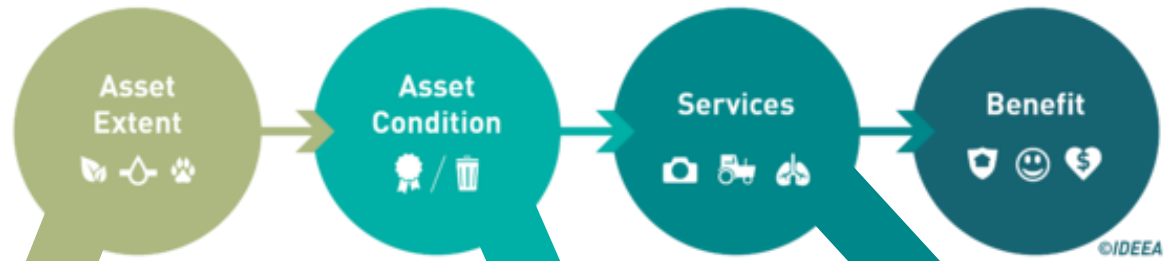 Asset
Extent
Asset
Condition
Services
Benefit
©IDEEA